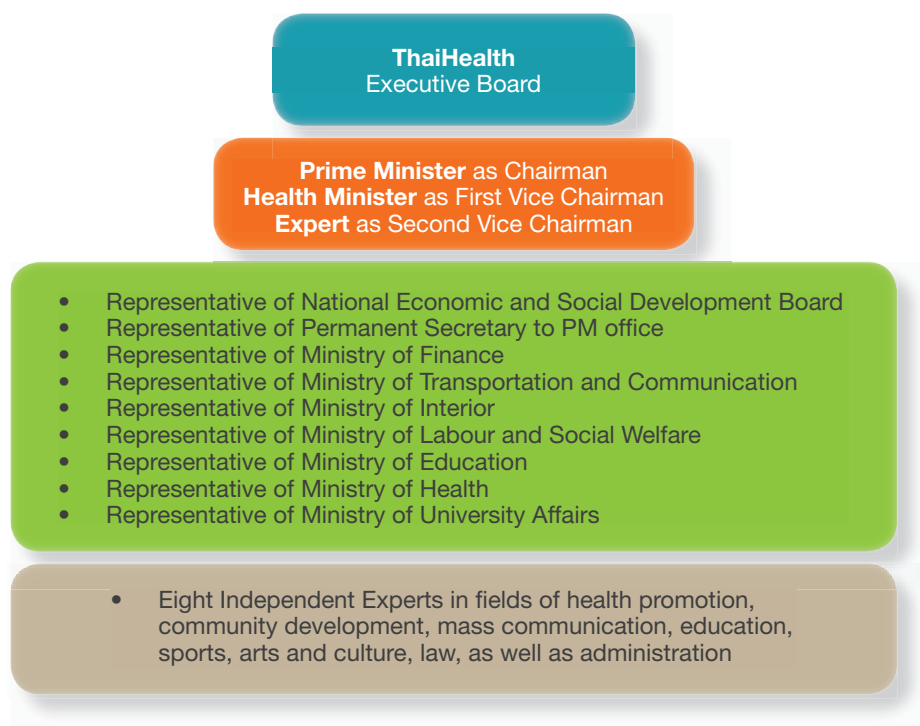 ThaiHealth
Executive Board
Prime Minister as Chairman
Health Minister as First Vice Chairman
Expert as Second Vice Chairman
• Representative of National Economic and Social Development Board
• Representative of Permanent Secretary to PM office
• Representative of Ministry of Finance
• Representative of Ministry of Transportation and Communication
• Representative of Ministry of Interior
• Representative of Ministry of Labour and Social Welfare
• Representative of Ministry of Education
• Representative of Ministry of Health
• Representative of Ministry of University Affairs
• Eight Independent Experts in fields of health promotion,
community development, mass communication, education,
sports, arts and culture, law, as well as administration